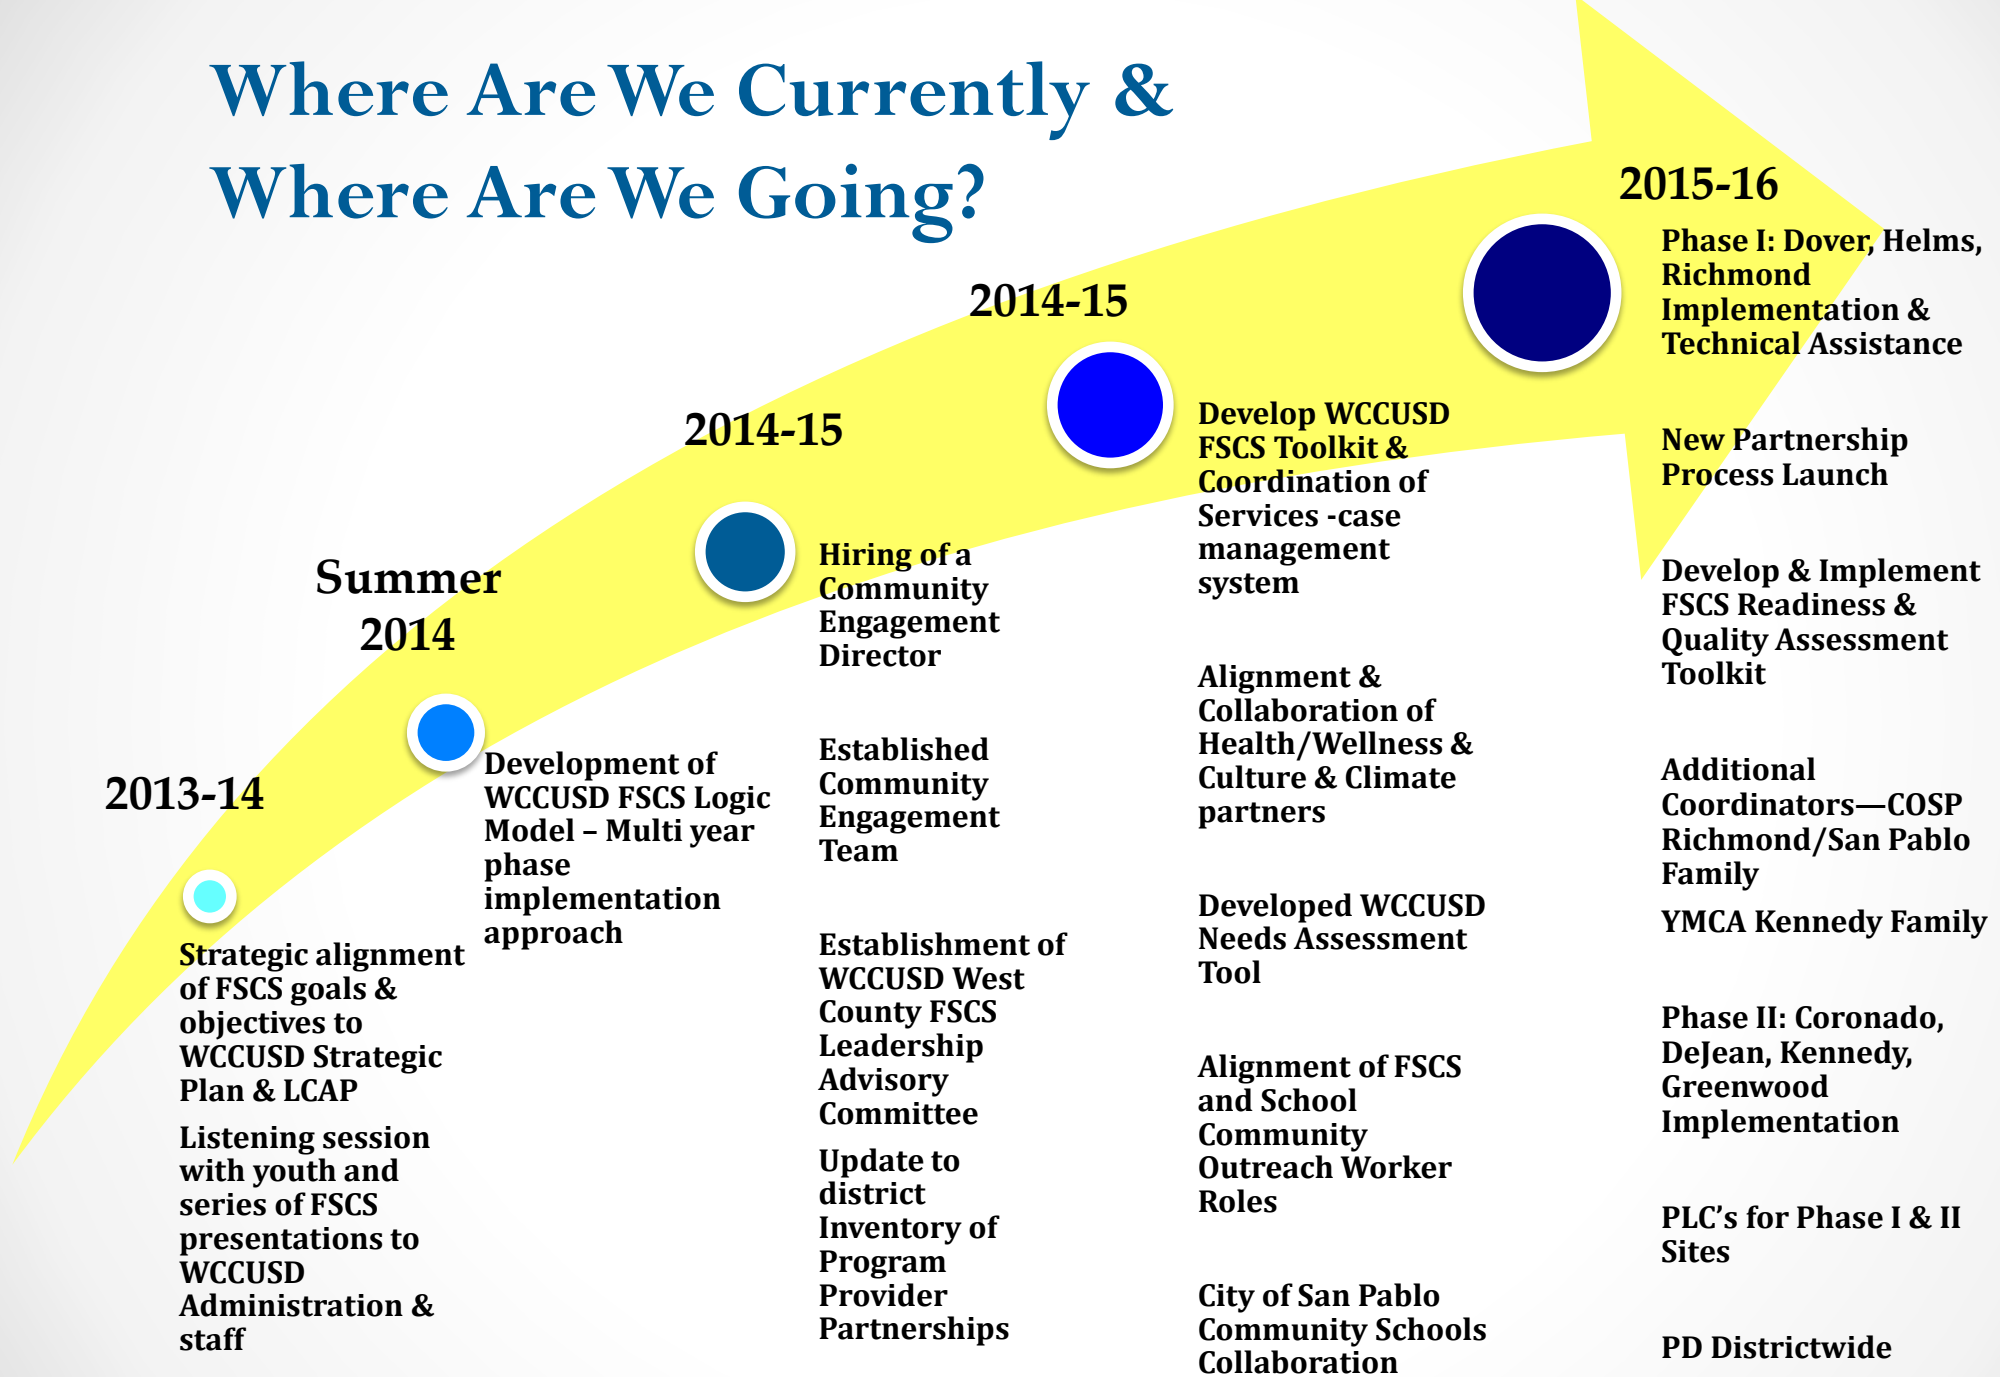 Where Are We Currently &
Where Are We Going?
2013-14
Strategic alignment
of FSCS goals &
objectives to
WCCUSD Strategic
Plan & LCAP
Listening session
with youth and
series of FSCS
presentations to
WCCUSD
Administration &
staff
Summer
2014
Development of
WCCUSD FSCS Logic
Model – Multi year
phase
implementation
approach
2014-15
Hiring of a
Community
Engagement
Director
Established
Community
Engagement
Team
Establishment of
WCCUSD West
County FSCS
Leadership
Advisory
Committee
Update to
district
Inventory of
Program
Provider
Partnerships
2014-15
Develop WCCUSD
FSCS Toolkit &
Coordination of
Services -case
management
system
Alignment &
Collaboration of
Health/Wellness &
Culture & Climate
partners
Developed WCCUSD
Needs Assessment
Tool
Alignment of FSCS
and School
Community
Outreach Worker
Roles
City of San Pablo
Community Schools
Collaboration
2015-16
Phase I: Dover, Helms,
Richmond
Implementation &
Technical Assistance
New Partnership
Process Launch
Develop & Implement
FSCS Readiness &
Quality Assessment
Toolkit
Additional
Coordinators—COSP
Richmond/San Pablo
Family
YMCA Kennedy Family
Phase II: Coronado,
DeJean, Kennedy,
Greenwood
Implementation
PLC’s for Phase I & II
Sites
PD Districtwide